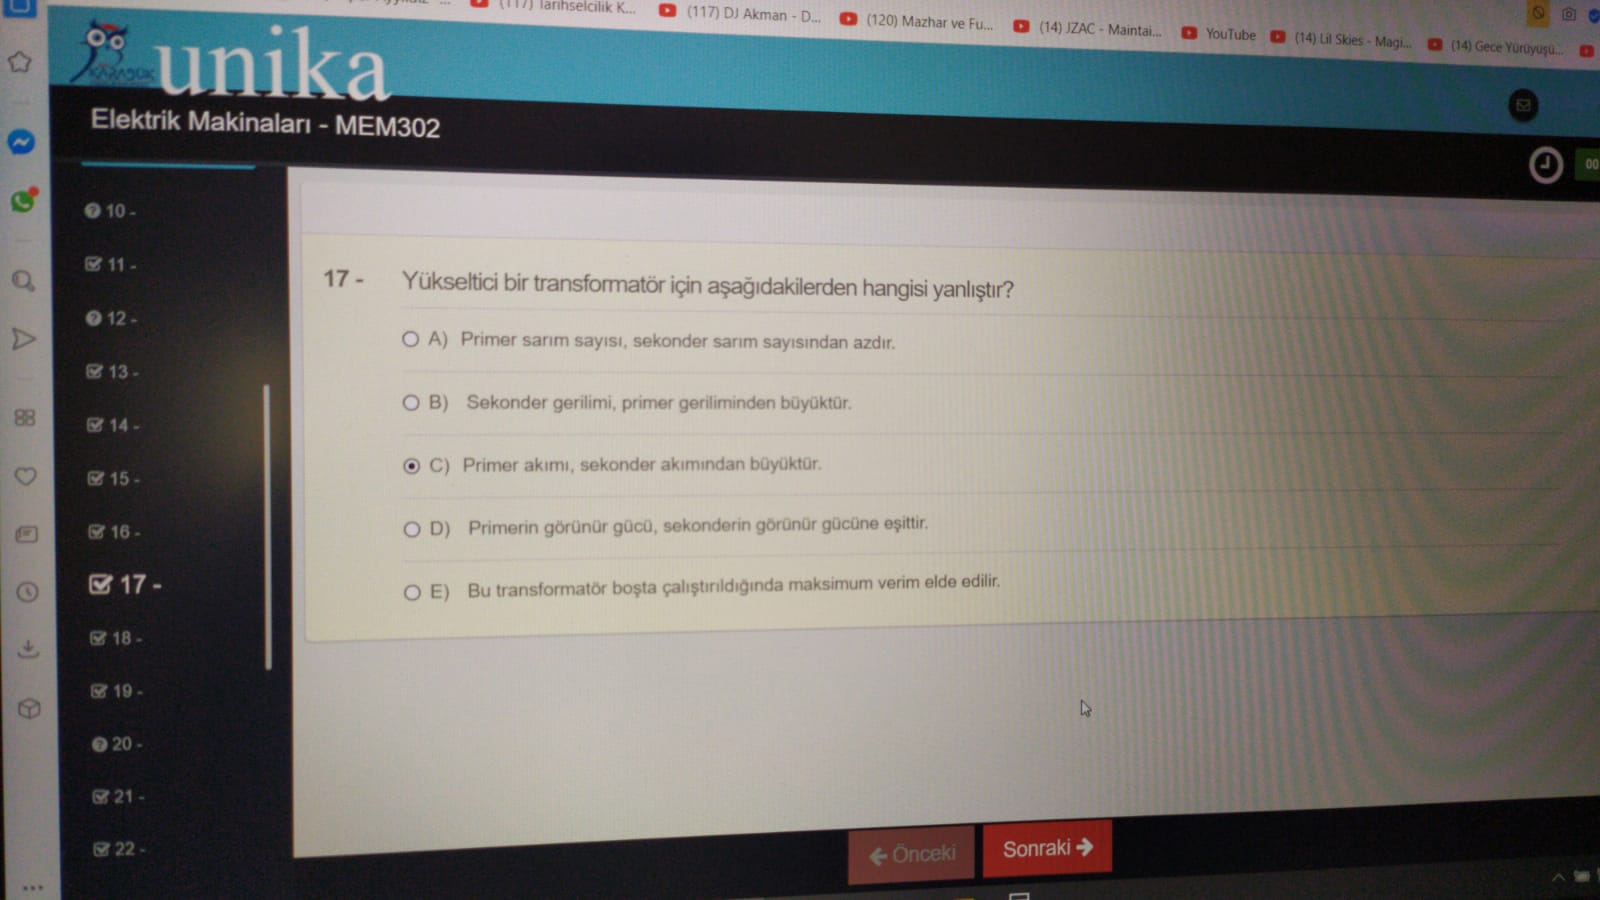 (117) Tarihselcilik K...
(117) DJ Akman - D...
(120) Mazhar ve Fu...
(14) JZAC - Maintai...
YouTube
(14) Lil Skies - Magi...
(14) Gece Yürüyüşü...
KARABÜK
unika
Elektrik Makinaları - MEM302
00
10 -
11 -
12 -
13 -
14 -
15 -
16 -
17 -
18 -
19 -
20 -
21 -
22 -
17 - Yükseltici bir transformatör için aşağıdakilerden hangisi yanlıştır?
A) Primer sarım sayısı, sekonder sarım sayısından azdır.
B) Sekonder gerilimi, primer geriliminden büyüktür.
C) Primer akımı, sekonder akımından büyüktür.
D) Primerin görünür gücü, sekonderin görünür gücüne eşittir.
E) Bu transformatör boşta çalıştırıldığında maksimum verim elde edilir.
Önceki
Sonraki